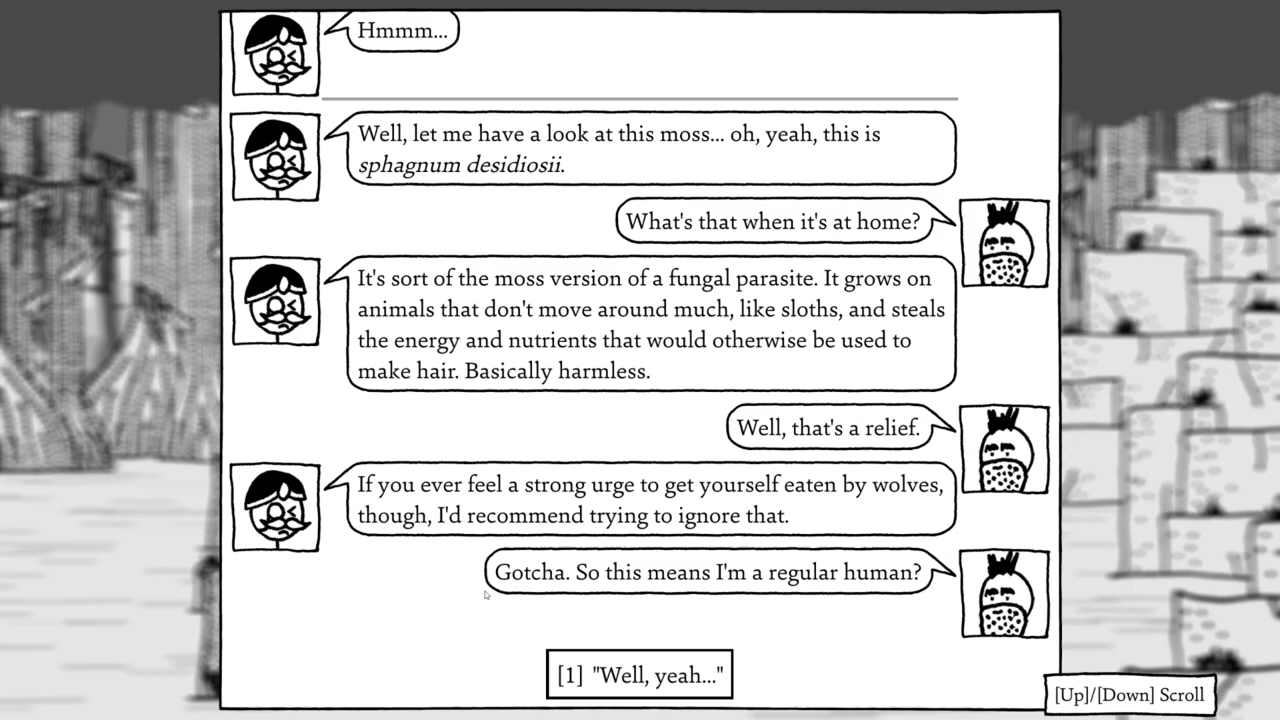 Hmmm...
Well, let me have a look at this moss... oh, yeah, this is
sphagnum desidiosii.
What's that when it's at home?
It's sort of the moss version of a fungal parasite. It grows on
animals that don't move around much, like sloths, and steals
the energy and nutrients that would otherwise be used to
make hair. Basically harmless.
Well, that's a relief.
If you ever feel a strong urge to get yourself eaten by wolves,
though, I'd recommend trying to ignore that.
Gotcha. So this means I'm a regular human?
[1] "Well, yeah..."
[Up]/[Down] Scroll